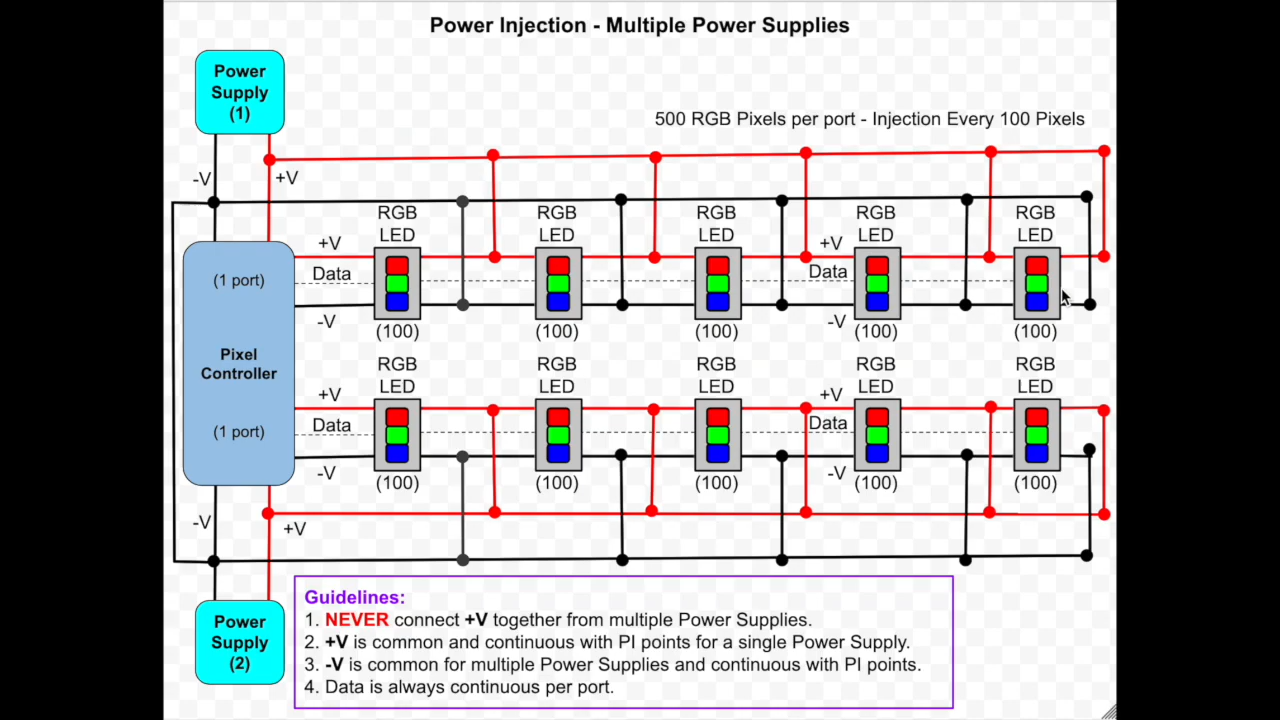 Power Injection - Multiple Power Supplies
Power
Supply
(1)
500 RGB Pixels per port - Injection Every 100 Pixels
-V
+V
RGB
LED
RGB
LED
RGB
LED
RGB
LED
RGB
LED
+V
+V
(1 port)
Data
Data
-V
-V
(100)
(100)
(100)
(100)
(100)
Pixel
Controller
RGB
LED
RGB
LED
RGB
LED
RGB
LED
RGB
LED
+V
+V
(1 port)
Data
Data
-V
-V
(100)
(100)
(100)
(100)
(100)
-V
+V
Power
Supply
(2)
Guidelines:
1. NEVER connect +V together from multiple Power Supplies.
2. +V is common and continuous with PI points for a single Power Supply.
3. -V is common for multiple Power Supplies and continuous with PI points.
4. Data is always continuous per port.